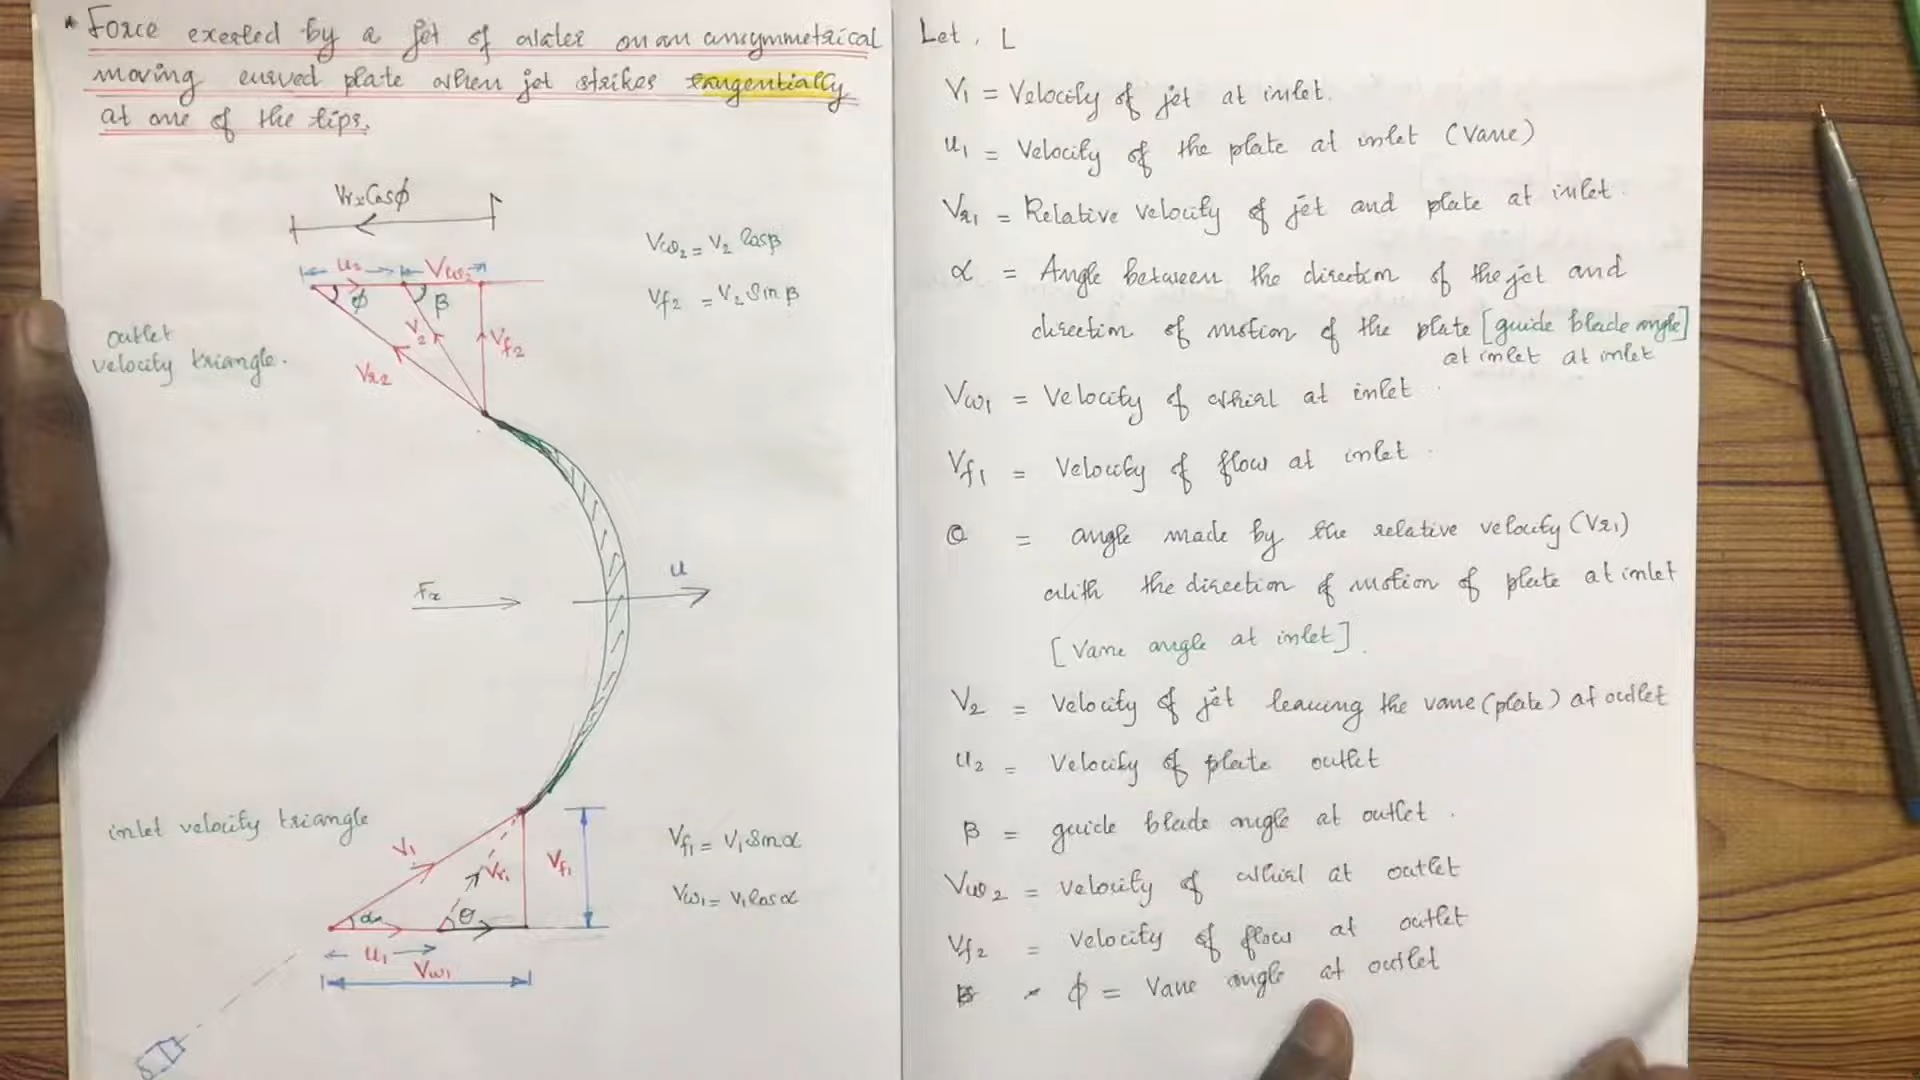 * Force exerted by a jet of water on an unsymmetrical
moving curved plate when jet strikes tangentially
at one of the tips.
Vr₂Cosφ
u₂ Vw₂
φ β
V₂ Vf₂
Vr₂
outlet
velocity triangle.
Vw₂ = V₂ Cosβ
Vf₂ = V₂ Sinβ
Fx
u
inlet velocity triangle
V₁
Vr₁
Vf₁
α θ
u₁
Vw₁
Vf₁ = V₁ Sinα
Vw₁ = V₁ Cosα
Let, L
V₁ = Velocity of jet at inlet.
u₁ = Velocity of the plate at inlet (Vane)
Vr₁ = Relative velocity of jet and plate at inlet.
α = Angle between the direction of the jet and
direction of motion of the plate [guide blade angle]
at inlet at inlet
Vw₁ = Velocity of whirl at inlet.
Vf₁ = Velocity of flow at inlet.
θ = angle made by the relative velocity (Vr₁)
with the direction of motion of plate at inlet
[Vane angle at inlet].
V₂ = Velocity of jet leaving the vane (plate) at outlet
u₂ = Velocity of plate outlet
β = guide blade angle at outlet.
Vw₂ = velocity of whirl at outlet
Vf₂ = velocity of flow at outlet
φ = Vane angle at outlet